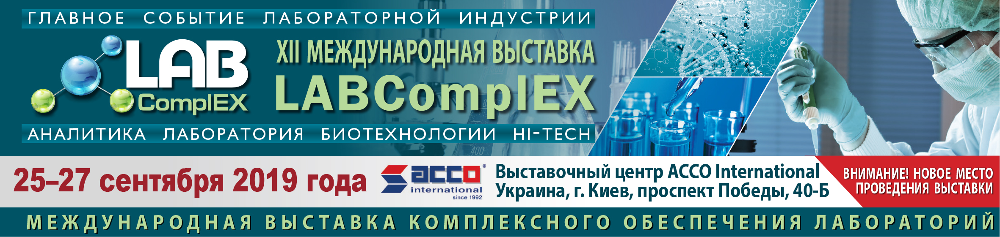 ГЛАВНОЕ СОБЫТИЕ ЛАБОРАТОРНОЙ ИНДУСТРИИ
LAB
ComplEX
XII МЕЖДУНАРОДНАЯ ВЫСТАВКА
LABComplEX
АНАЛИТИКА ЛАБОРАТОРИЯ БИОТЕХНОЛОГИИ HI-TECH
25–27 сентября 2019 года
acco®
international
since 1992
Выставочный центр ACCO International
Украина, г. Киев, проспект Победы, 40-Б
ВНИМАНИЕ! НОВОЕ МЕСТО
ПРОВЕДЕНИЯ ВЫСТАВКИ
МЕЖДУНАРОДНАЯ ВЫСТАВКА КОМПЛЕКСНОГО ОБЕСПЕЧЕНИЯ ЛАБОРАТОРИЙ